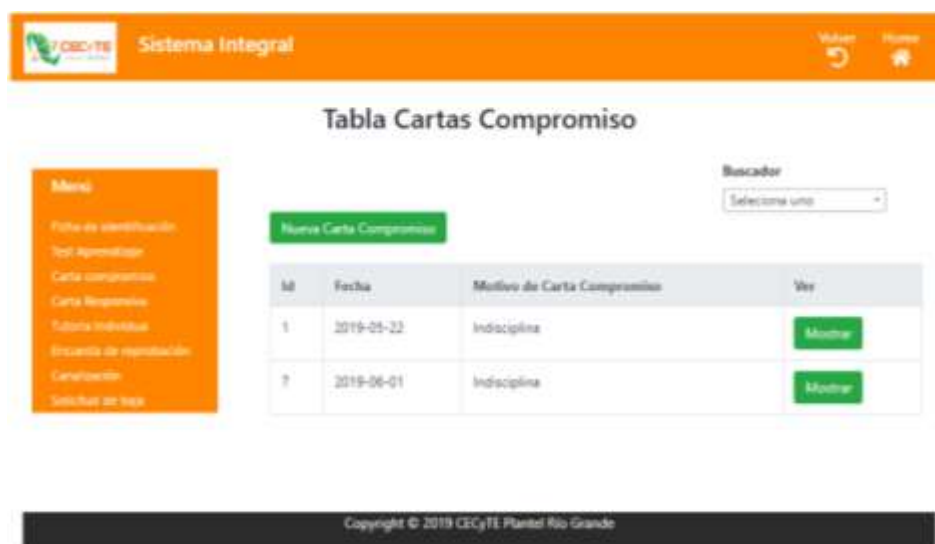 CECyTE
Sistema Integral
Volver
Home
Tabla Cartas Compromiso
Menú
Ficha de identificación
Test Aprendizaje
Carta compromiso
Carta Responsiva
Tutoria Individual
Encuesta de reprobación
Canalización
Solicitud de baja
Buscador
Selecciona uno
Nueva Carta Compromiso
Id Fecha Motivo de Carta Compromiso Ver
1 2019-05-22 Indisciplina Mostrar
7 2019-06-01 Indisciplina Mostrar
Copyright © 2019 CECyTE Plantel Río Grande